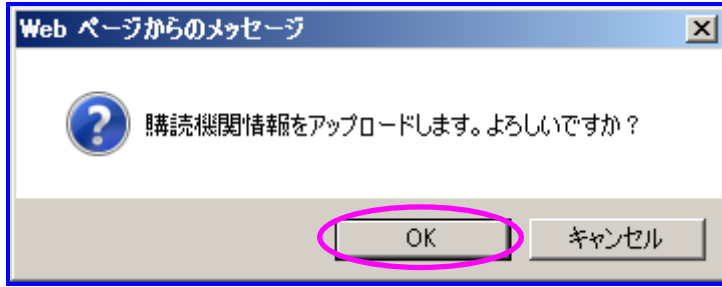 Web ページからのメッセージ
購読機関情報をアップロードします。よろしいですか？
OK
キャンセル